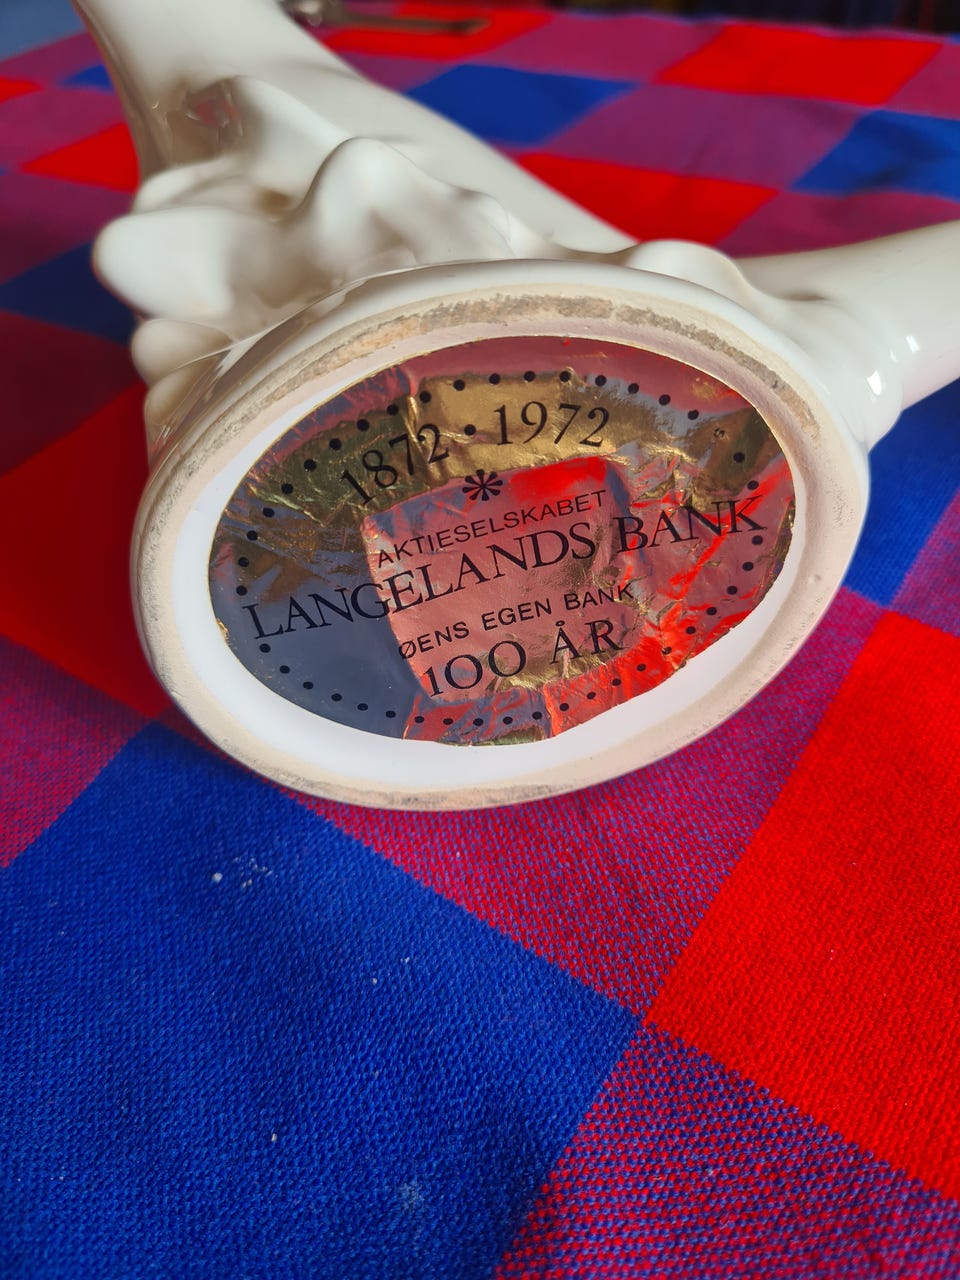 1872 · 1972
*
AKTIESELSKABET
LANGELANDS BANK
ØENS EGEN BANK
100 ÅR